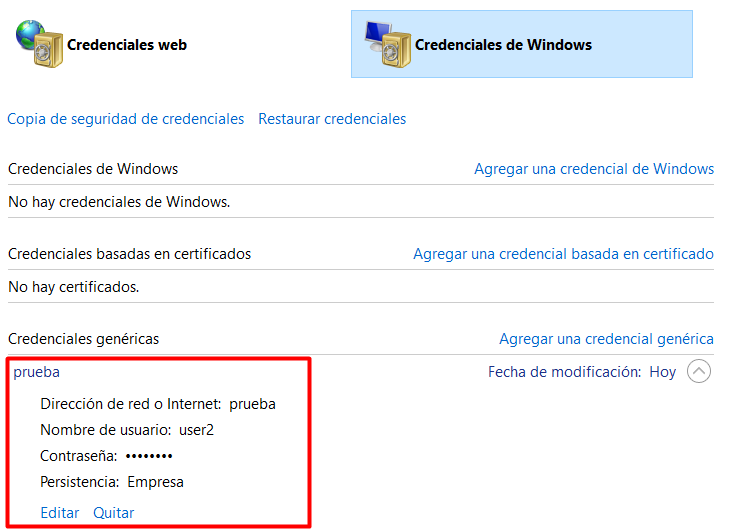 Credenciales web
Credenciales de Windows
Copia de seguridad de credenciales Restaurar credenciales
Credenciales de Windows Agregar una credencial de Windows
No hay credenciales de Windows.
Credenciales basadas en certificados Agregar una credencial basada en certificado
No hay certificados.
Credenciales genéricas Agregar una credencial genérica
prueba Fecha de modificación: Hoy
Dirección de red o Internet: prueba
Nombre de usuario: user2
Contraseña: ••••••••
Persistencia: Empresa
Editar Quitar